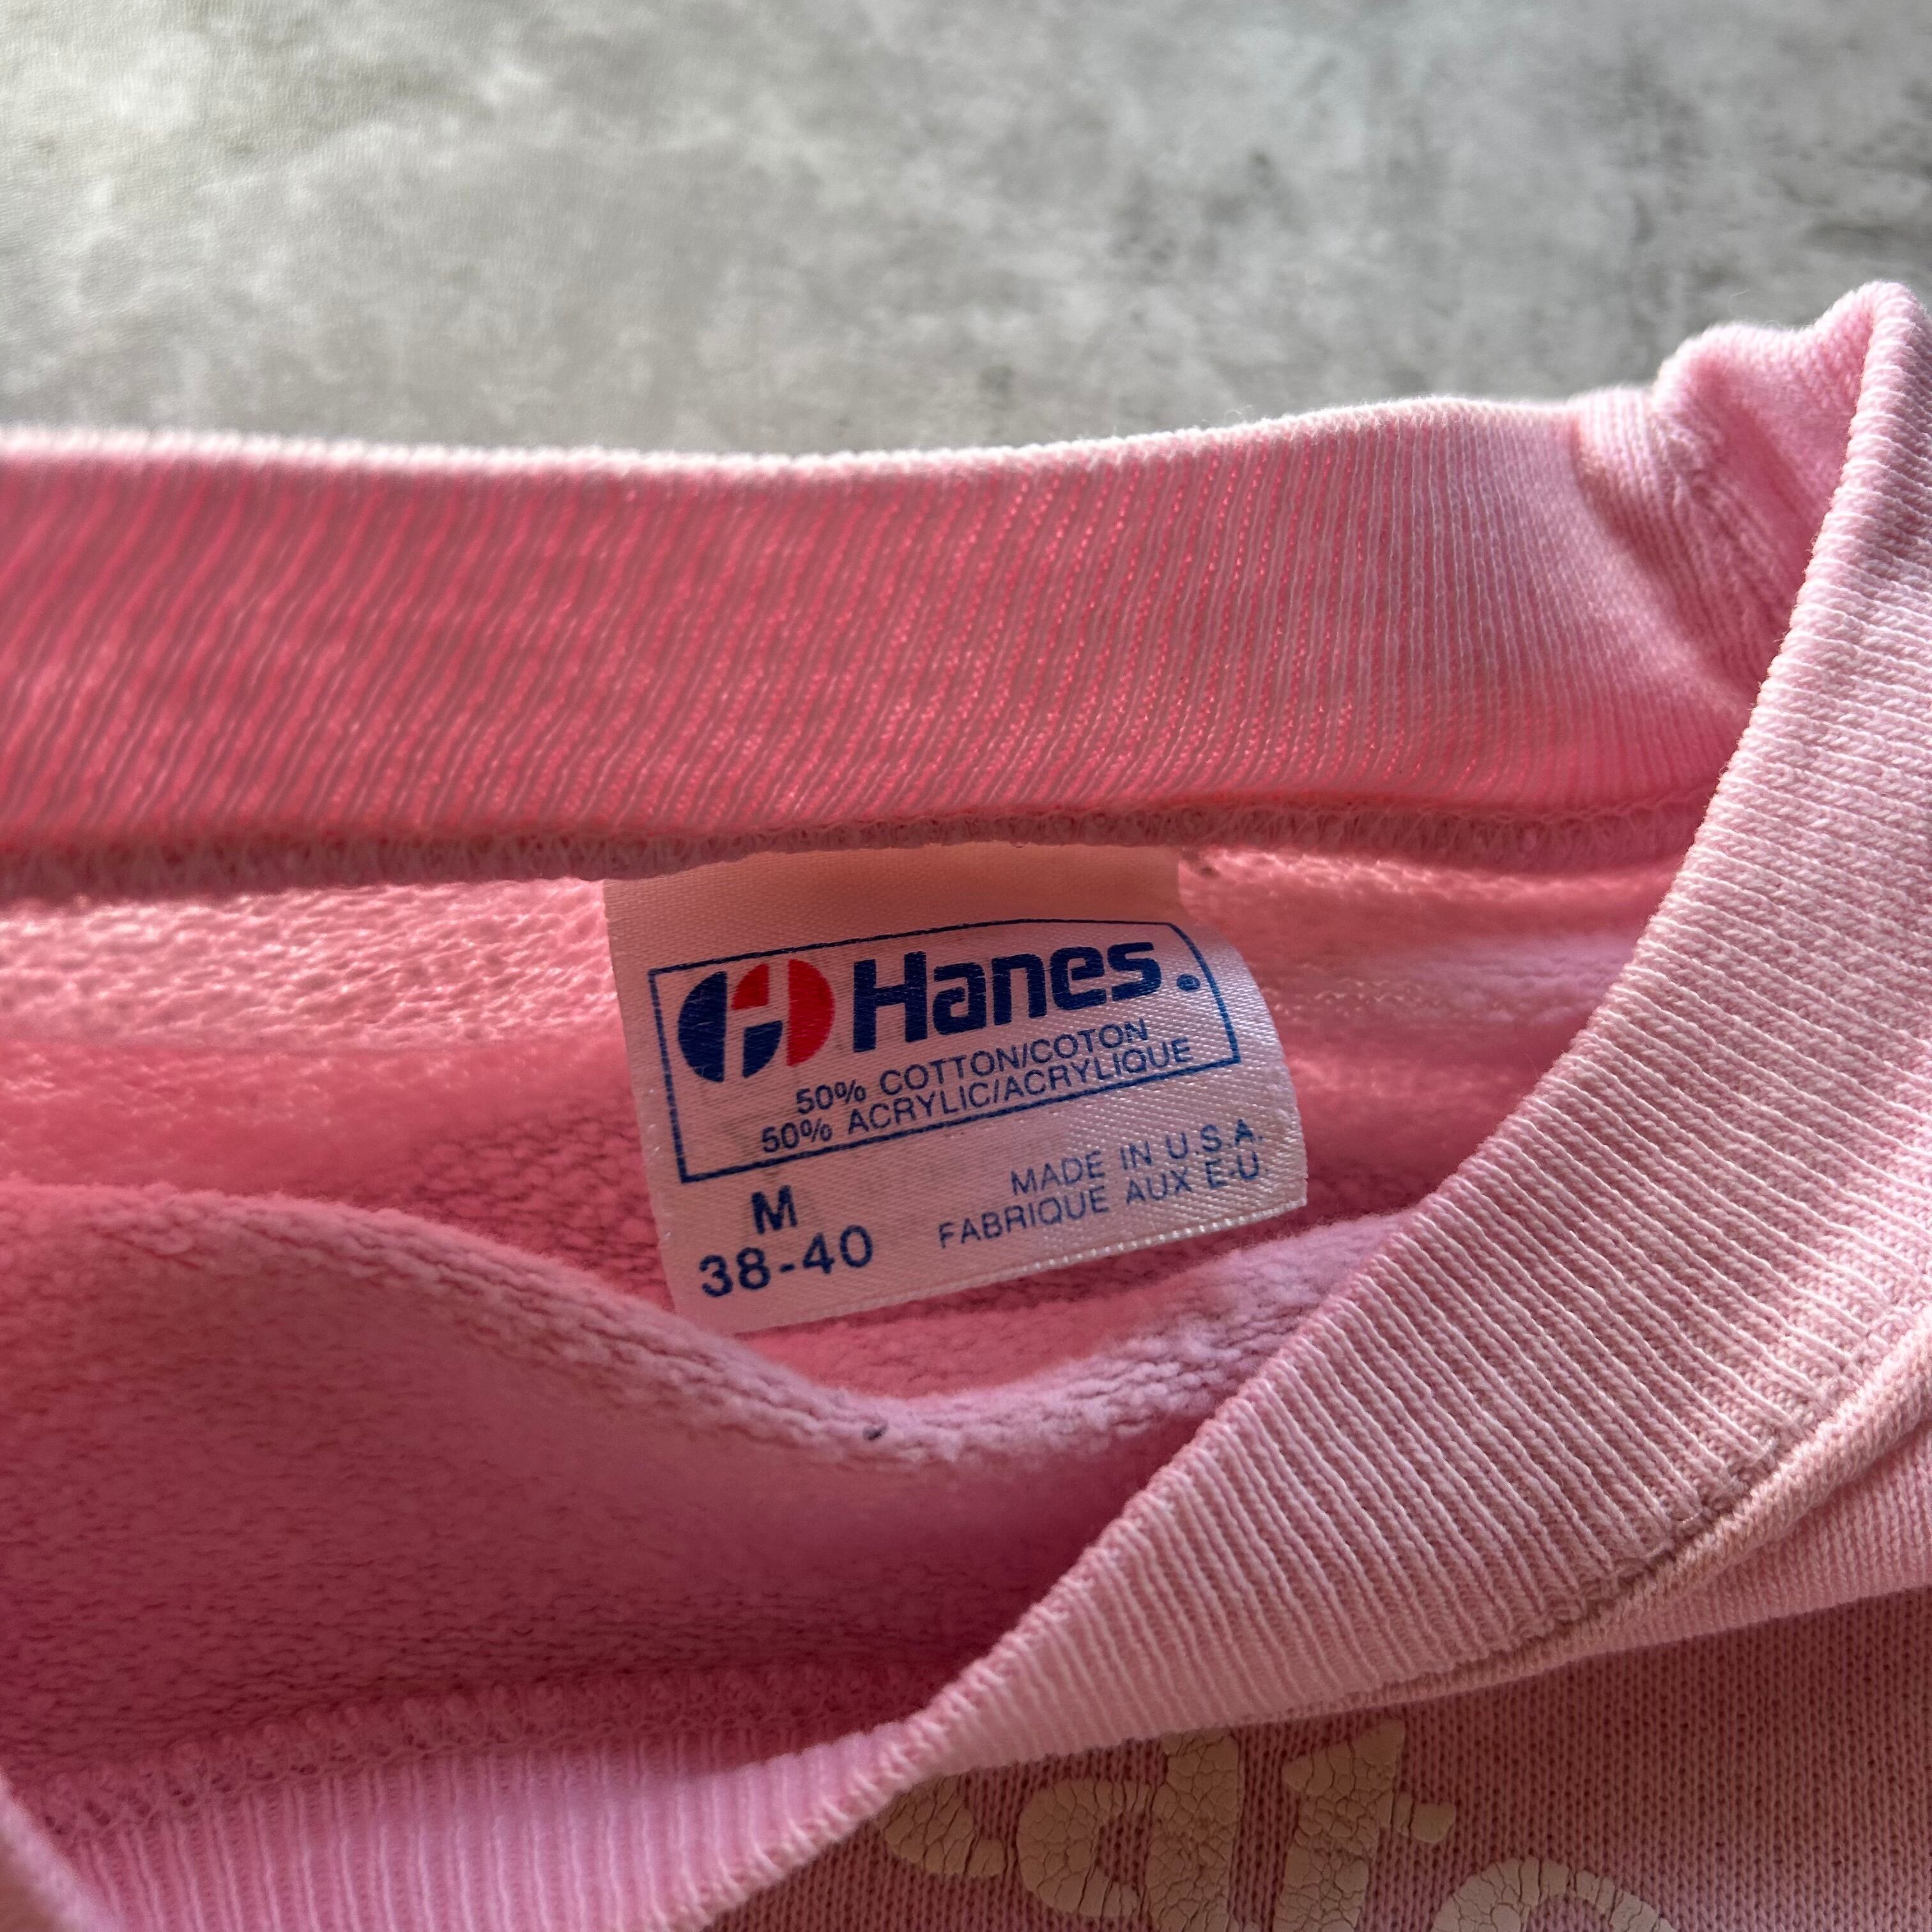 Hanes.
50% COTTON/COTON
50% ACRYLIC/ACRYLIQUE
M
38-40
MADE IN U.S.A.
FABRIQUE AUX E-U